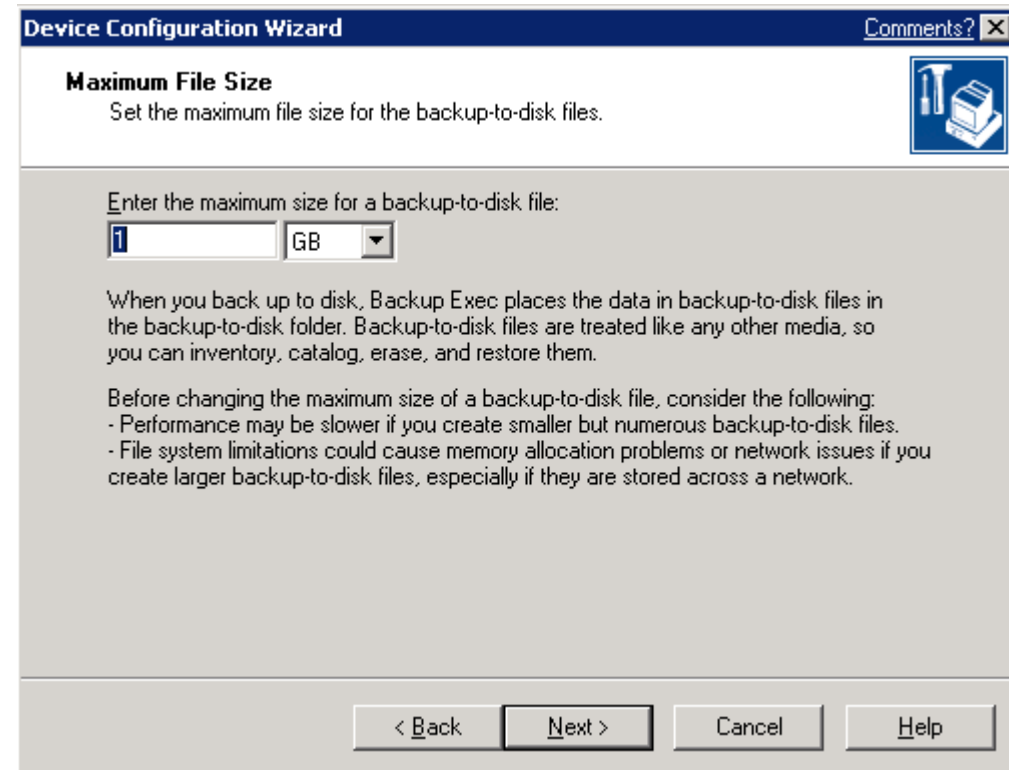 Device Configuration Wizard
Comments?
Maximum File Size
Set the maximum file size for the backup-to-disk files.
Enter the maximum size for a backup-to-disk file:
1
GB
When you back up to disk, Backup Exec places the data in backup-to-disk files in
the backup-to-disk folder. Backup-to-disk files are treated like any other media, so
you can inventory, catalog, erase, and restore them.
Before changing the maximum size of a backup-to-disk file, consider the following:
- Performance may be slower if you create smaller but numerous backup-to-disk files.
- File system limitations could cause memory allocation problems or network issues if you
create larger backup-to-disk files, especially if they are stored across a network.
< Back
Next >
Cancel
Help